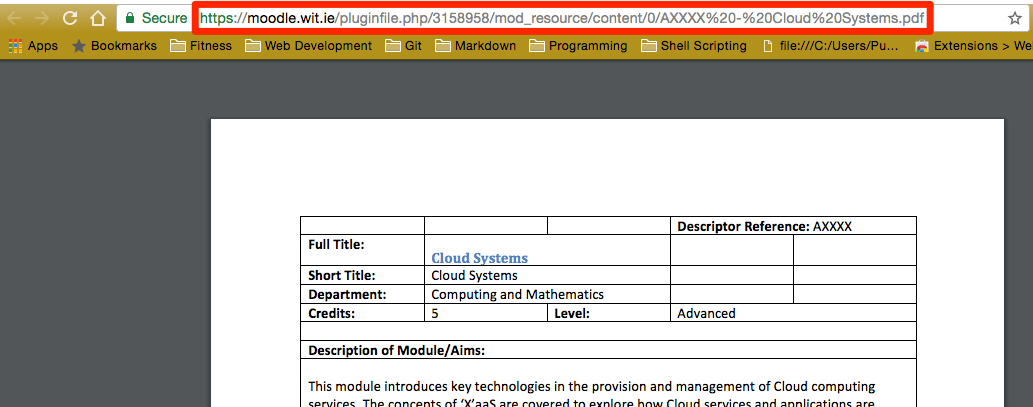 Secure https://moodle.wit.ie/pluginfile.php/3158958/mod_resource/content/0/AXXXX%20-%20Cloud%20Systems.pdf
Apps Bookmarks Fitness Web Development Git Markdown Programming Shell Scripting file:///C:/Users/Pu... Extensions > We
Descriptor Reference: AXXXX
Full Title:
Cloud Systems
Short Title: Cloud Systems
Department: Computing and Mathematics
Credits: 5 Level: Advanced
Description of Module/Aims:
This module introduces key technologies in the provision and management of Cloud computing
services. The concepts of 'X'aaS are covered to explore how Cloud services and applications are